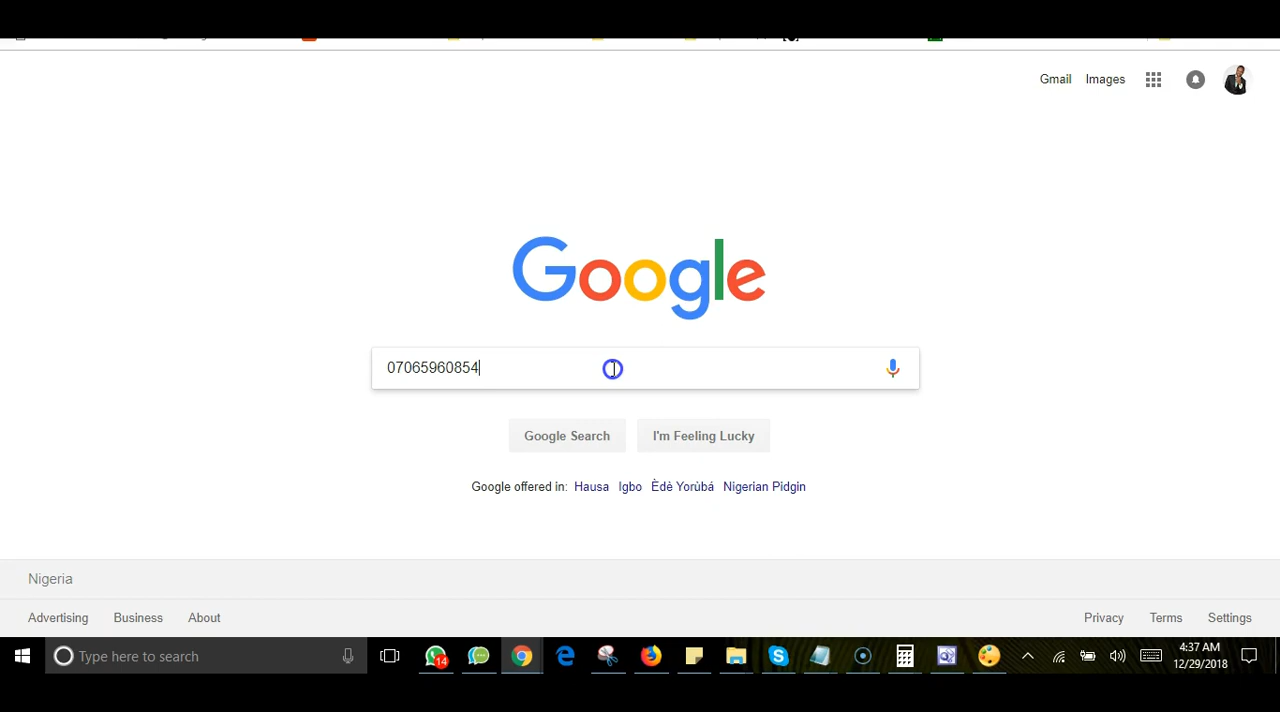 Gmail Images
Google
07065960854
Google Search I'm Feeling Lucky
Google offered in: Hausa Igbo Èdè Yorùbá Nigerian Pidgin
Nigeria
Advertising Business About Privacy Terms Settings
14
Type here to search
4:37 AM
12/29/2018